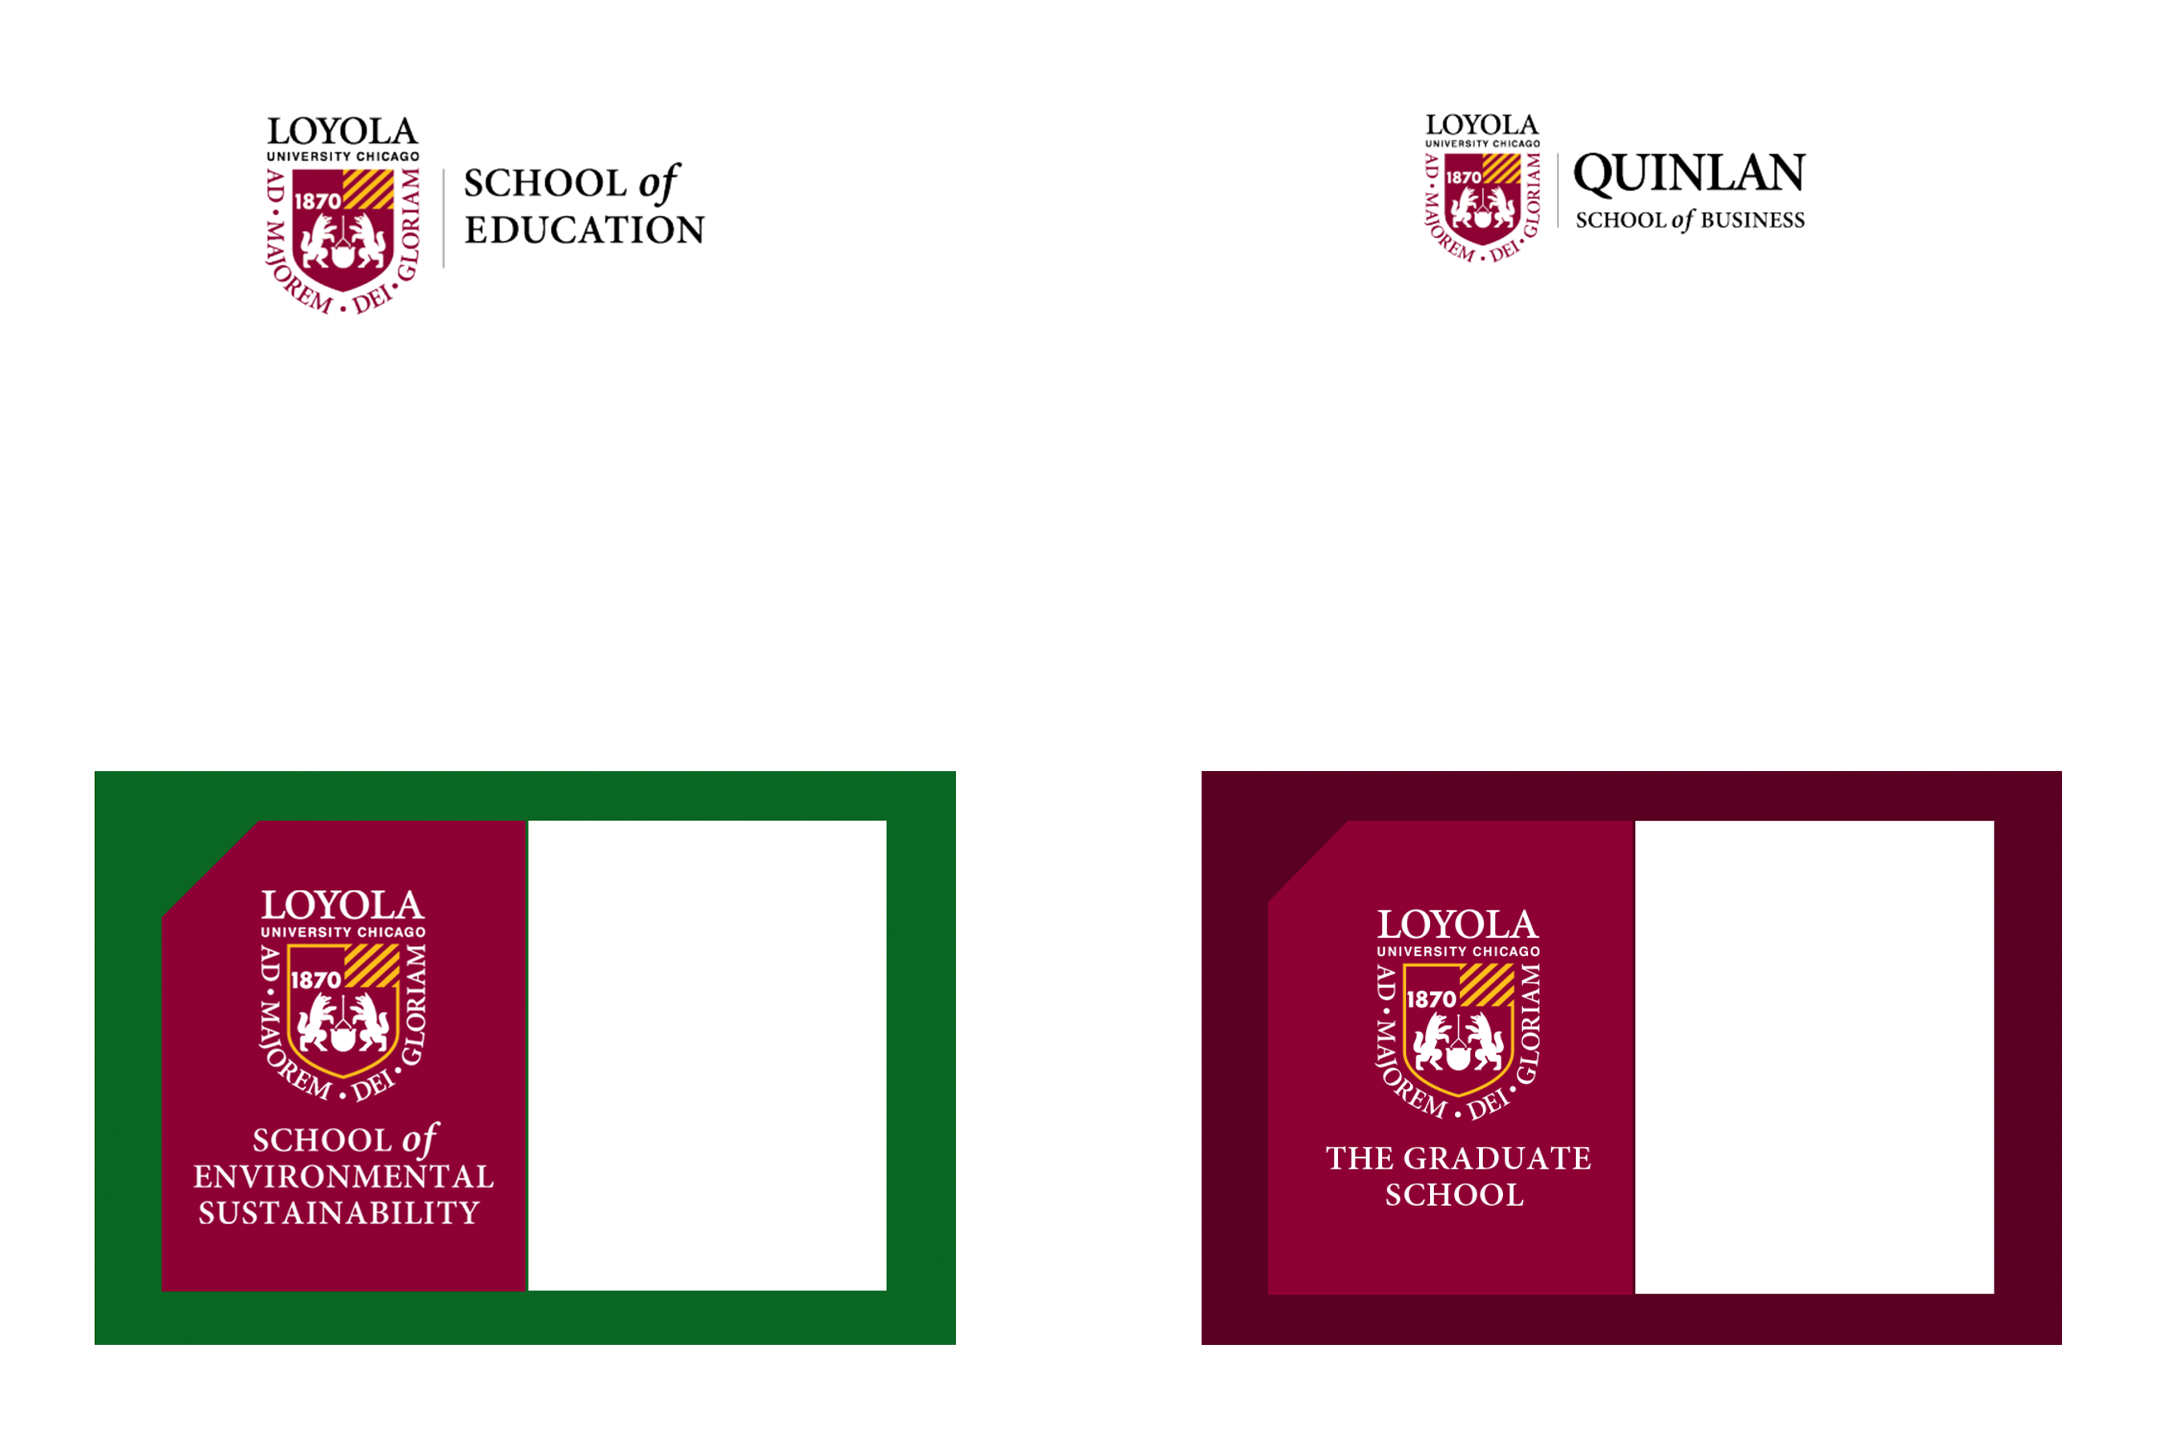 LOYOLA
UNIVERSITY CHICAGO
1870
AD • MAJOREM • DEI • GLORIAM
SCHOOL of
EDUCATION
LOYOLA
UNIVERSITY CHICAGO
1870
AD • MAJOREM • DEI • GLORIAM
QUINLAN
SCHOOL of BUSINESS
LOYOLA
UNIVERSITY CHICAGO
1870
AD • MAJOREM • DEI • GLORIAM
SCHOOL of
ENVIRONMENTAL
SUSTAINABILITY
LOYOLA
UNIVERSITY CHICAGO
1870
AD • MAJOREM • DEI • GLORIAM
THE GRADUATE
SCHOOL